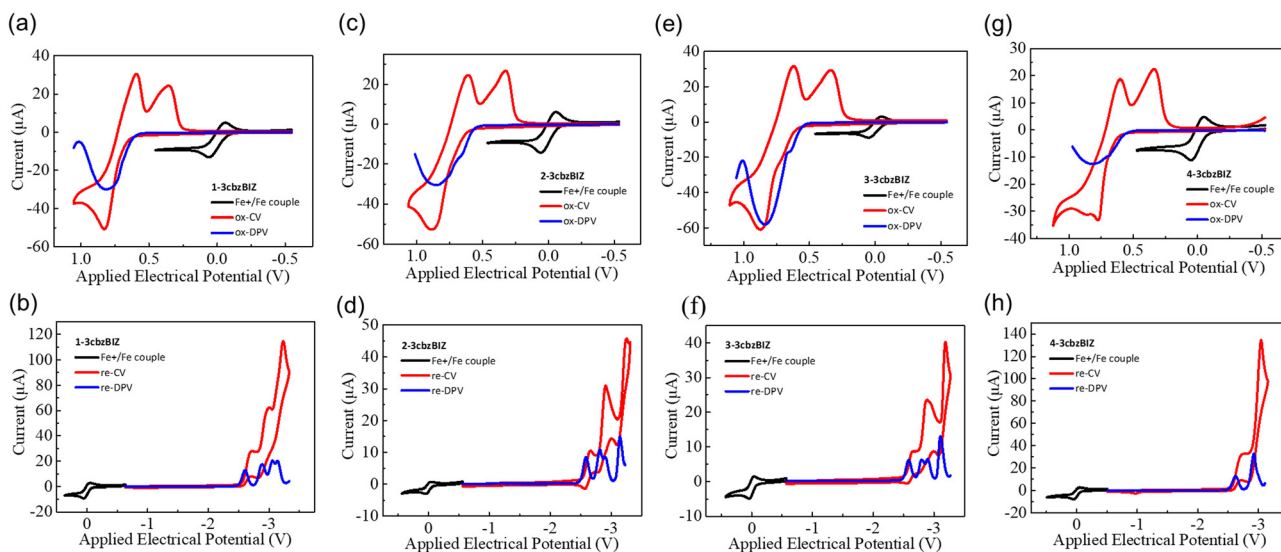 (a)
40
20
0
-20
-40
-60
Current (µA)
1-3cbzBIZ
Fe+/Fe couple
ox-CV
ox-DPV
1.0 0.5 0.0 -0.5
Applied Electrical Potential (V)
(c)
20
0
-20
-40
-60
Current (µA)
2-3cbzBIZ
Fe+/Fe couple
ox-CV
ox-DPV
1.0 0.5 0.0 -0.5
Applied Electrical Potential (V)
(e)
40
20
0
-20
-40
-60
Current (µA)
3-3cbzBIZ
Fe+/Fe couple
ox-CV
ox-DPV
1.0 0.5 0.0 -0.5
Applied Electrical Potential (V)
(g)
30
20
10
0
-10
-20
-30
-40
Current (µA)
4-3cbzBIZ
Fe+/Fe couple
ox-CV
ox-DPV
1.0 0.5 0.0 -0.5
Applied Electrical Potential (V)
(b)
120
100
80
60
40
20
0
-20
Current (µA)
1-3cbzBIZ
Fe+/Fe couple
re-CV
re-DPV
0 -1 -2 -3
Applied Electrical Potential (V)
(d)
50
40
30
20
10
0
-10
Current (µA)
2-3cbzBIZ
Fe+/Fe couple
re-CV
re-DPV
0 -1 -2 -3
Applied Electrical Potential (V)
(f)
40
30
20
10
0
-10
Current (µA)
3-3cbzBIZ
Fe+/Fe couple
re-CV
re-DPV
0 -1 -2 -3
Applied Electrical Potential (V)
(h)
140
120
100
80
60
40
20
0
-20
Current (µA)
4-3cbzBIZ
Fe+/Fe couple
re-CV
re-DPV
0 -1 -2 -3
Applied Electrical Potential (V)